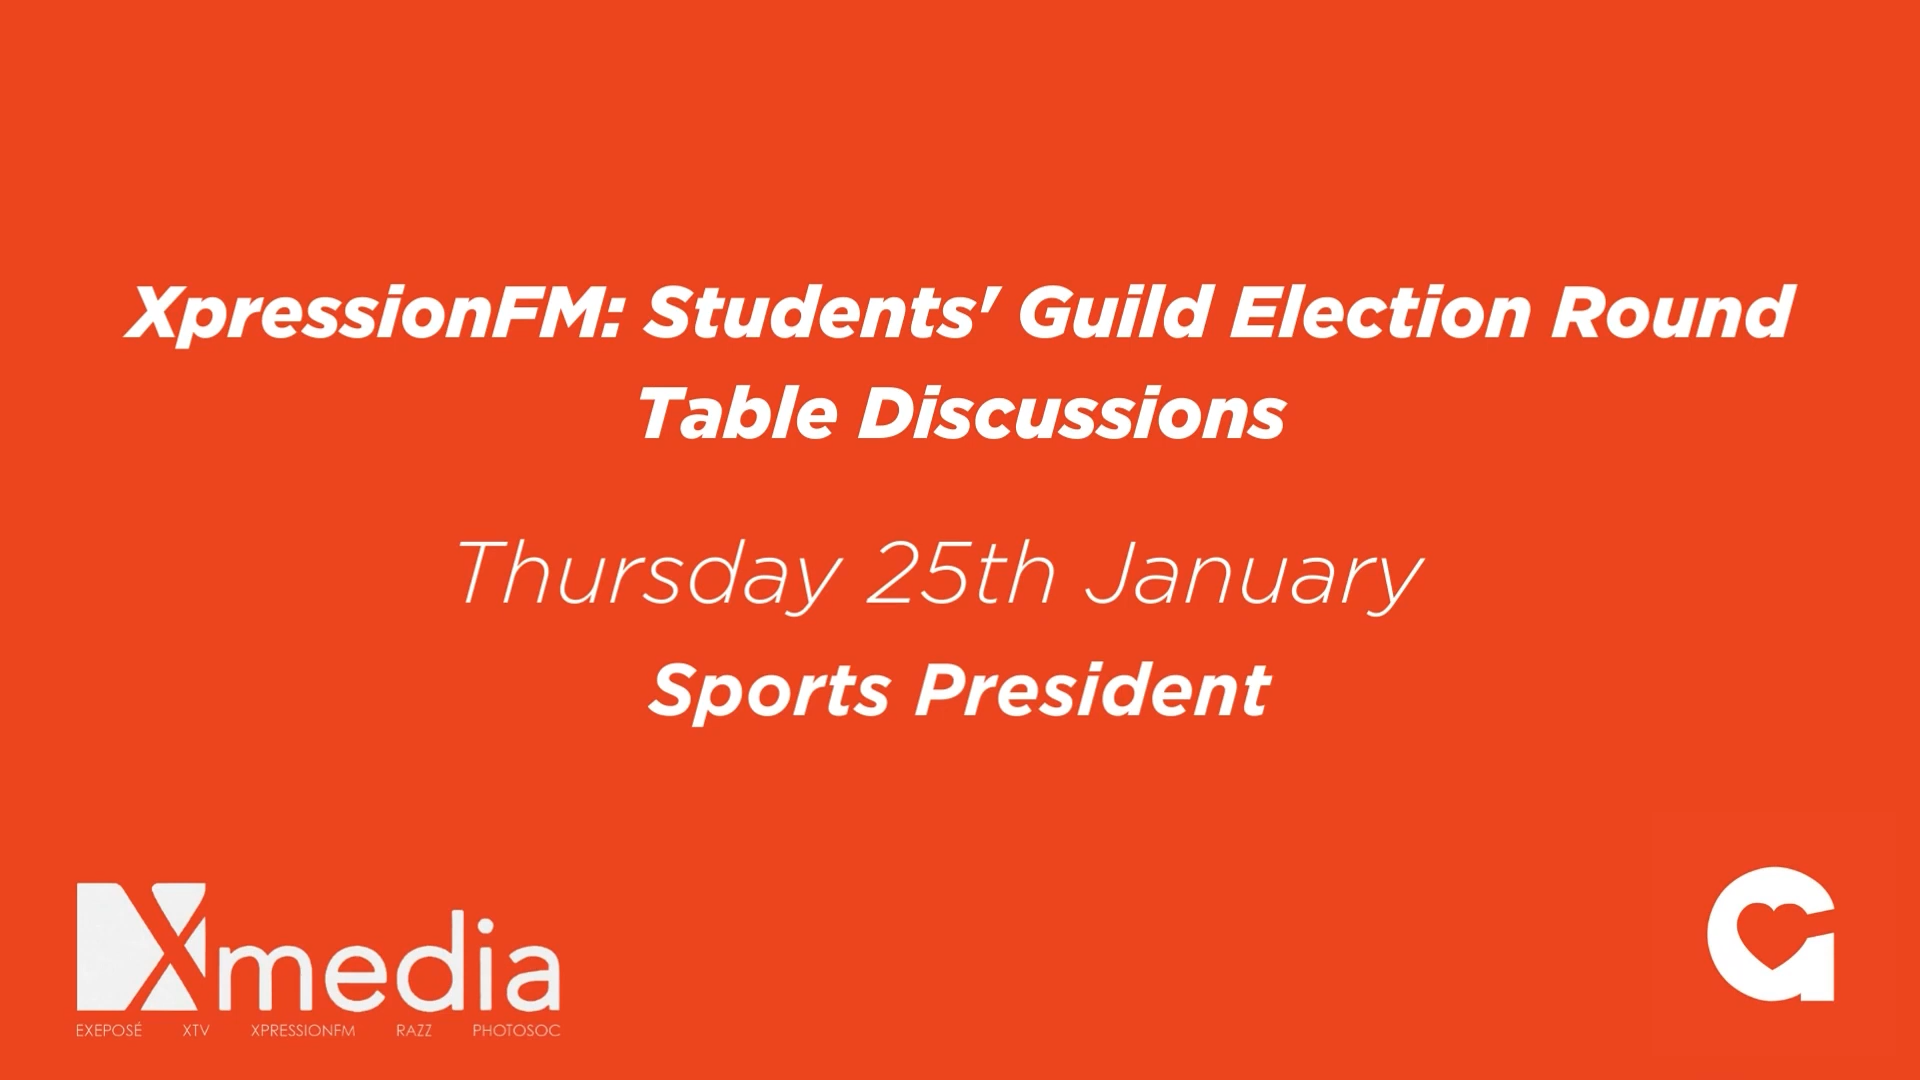 XpressionFM: Students' Guild Election Round
Table Discussions
Thursday 25th January
Sports President
Xmedia
EXEPOSÉ XTV XPRESSIONFM RAZZ PHOTOSOC
G